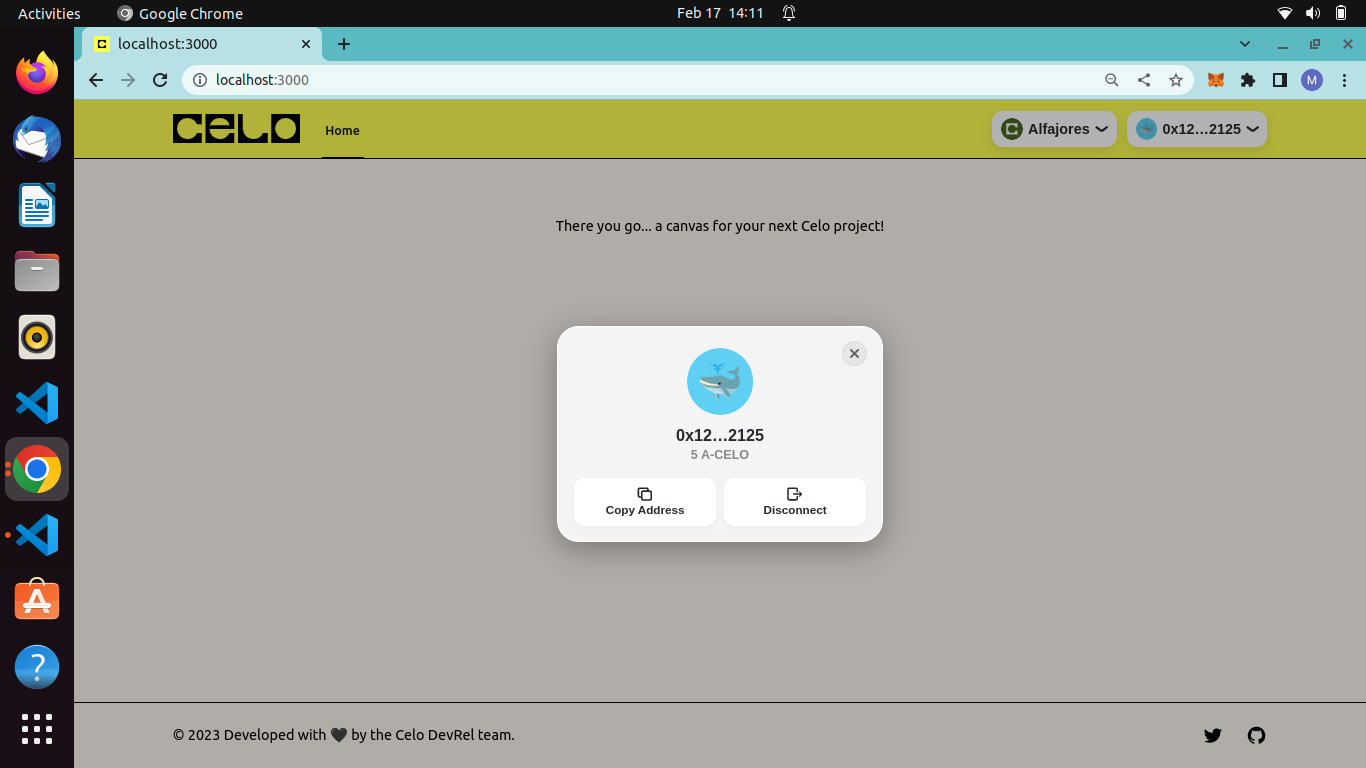 Activities
Google Chrome
Feb 17 14:11
localhost:3000
localhost:3000
M
CELO
Home
Alfajores
0x12...2125
There you go... a canvas for your next Celo project!
0x12...2125
5 A-CELO
Copy Address
Disconnect
© 2023 Developed with 🖤 by the Celo DevRel team.